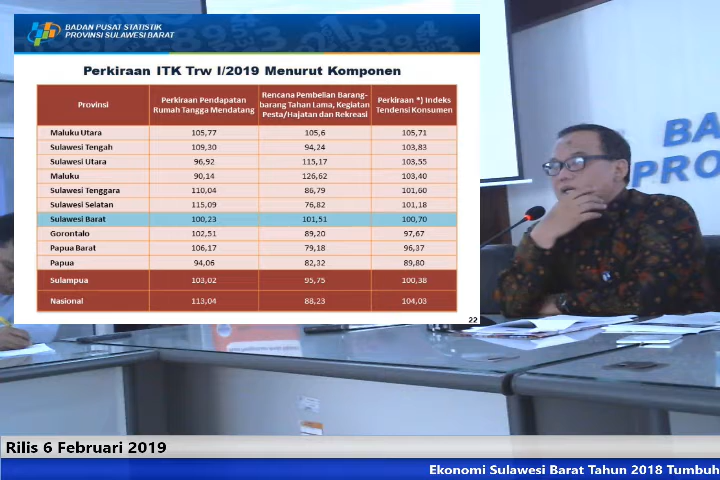 BADAN PUSAT STATISTIK
PROVINSI SULAWESI BARAT
Perkiraan ITK Trw I/2019 Menurut Komponen
Provinsi
Perkiraan Pendapatan
Rumah Tangga Mendatang
Rencana Pembelian Barang-
barang Tahan Lama, Kegiatan
Pesta/Hajatan dan Rekreasi
Perkiraan *) Indeks
Tendensi Konsumen
Maluku Utara 105,77 105,6 105,71
Sulawesi Tengah 109,30 94,24 103,83
Sulawesi Utara 96,92 115,17 103,55
Maluku 90,14 126,62 103,40
Sulawesi Tenggara 110,04 86,79 101,60
Sulawesi Selatan 115,09 76,82 101,18
Sulawesi Barat 100,23 101,51 100,70
Gorontalo 102,51 89,20 97,67
Papua Barat 106,17 79,18 96,37
Papua 94,06 82,32 89,80
Sulampua 103,02 95,75 100,38
Nasional 113,04 88,23 104,03
22
BA
PRO
Rilis 6 Februari 2019
Ekonomi Sulawesi Barat Tahun 2018 Tumbuh